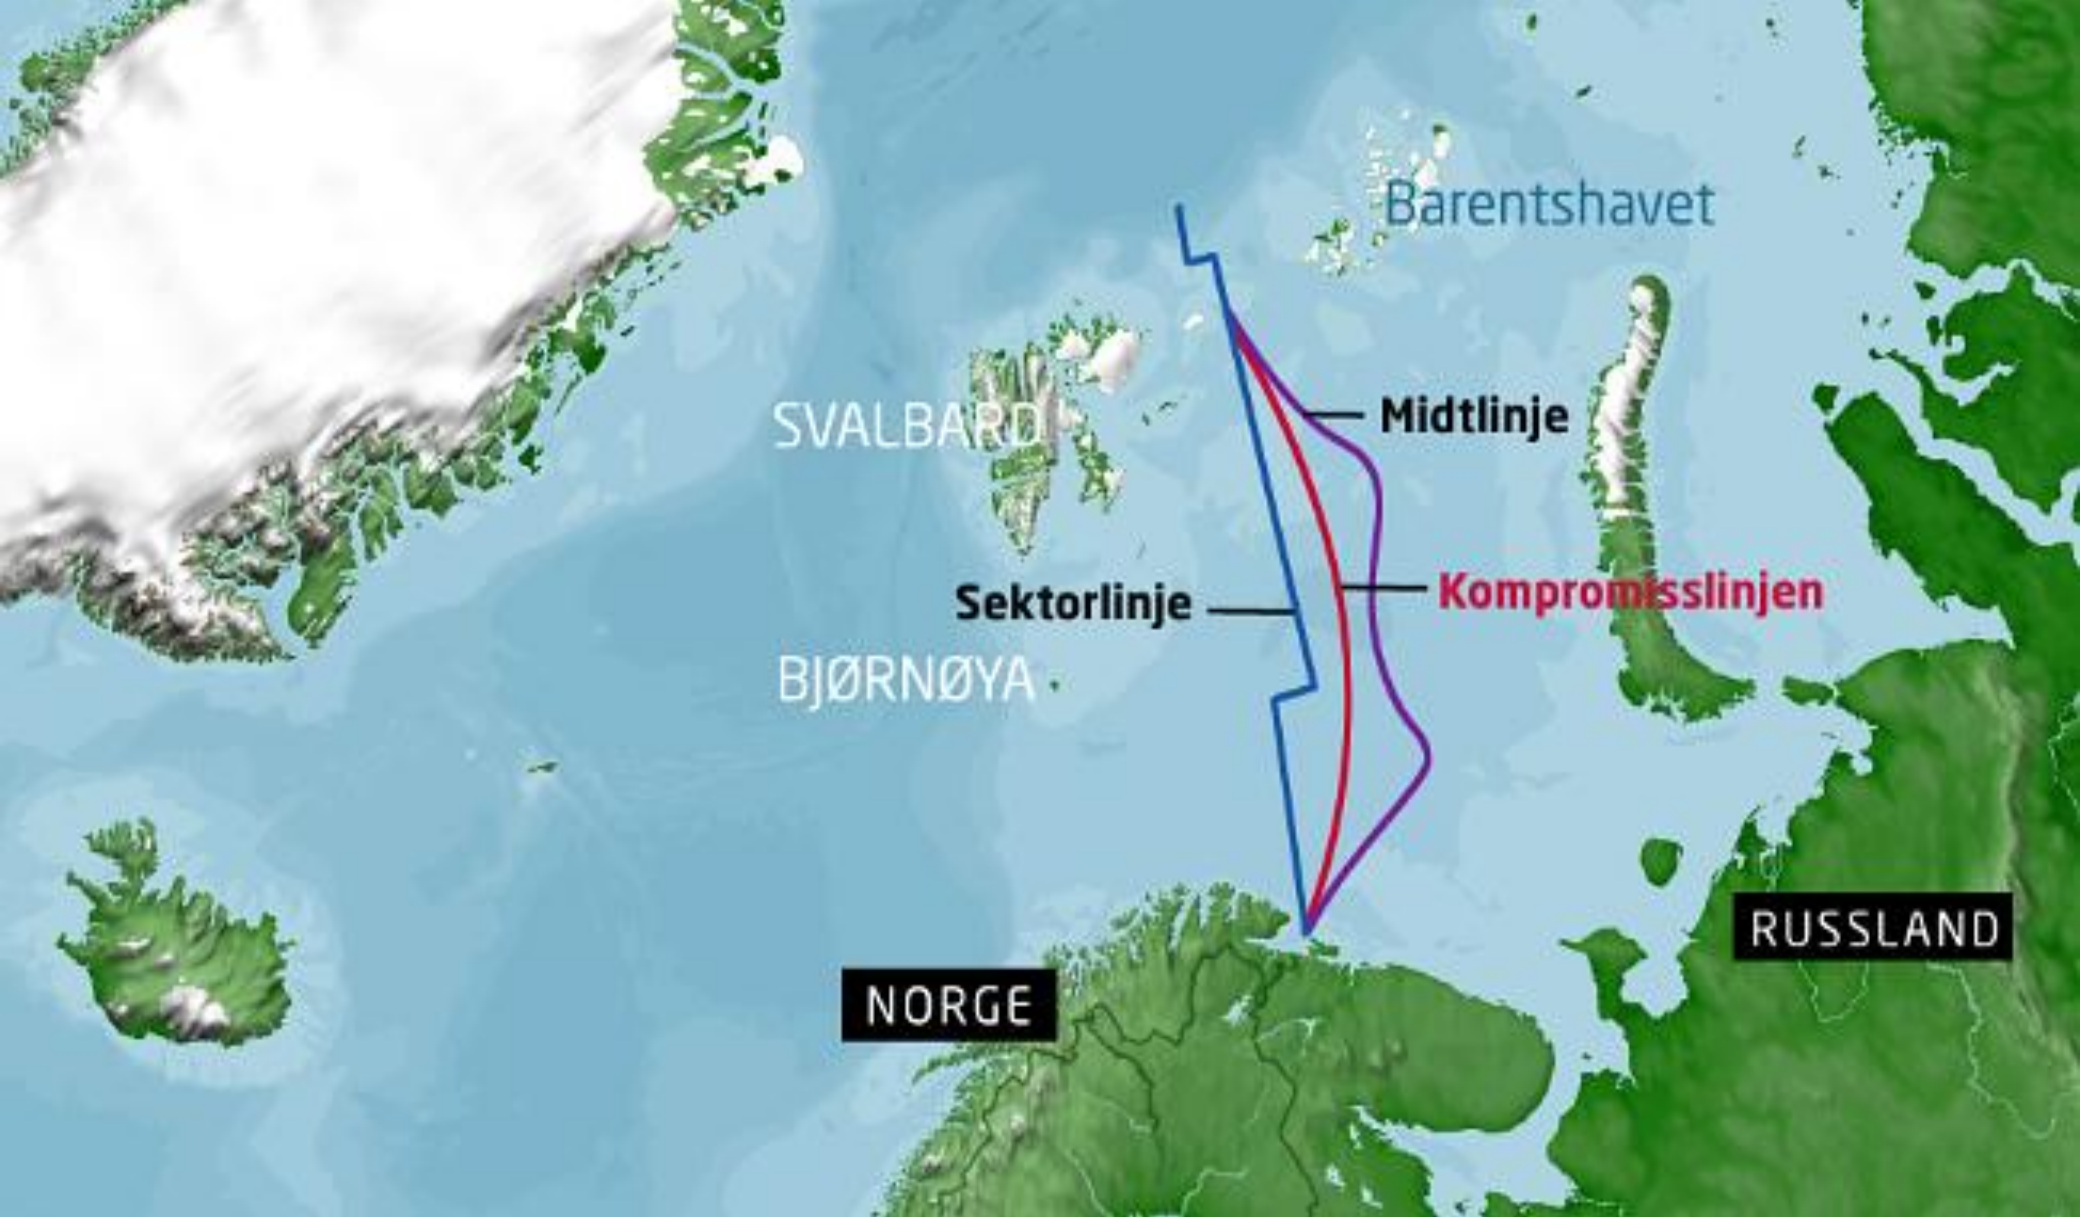 Barentshavet
SVALBARD
Midtlinje
Sektorlinje
Kompromisslinjen
BJØRNØYA
RUSSLAND
NORGE